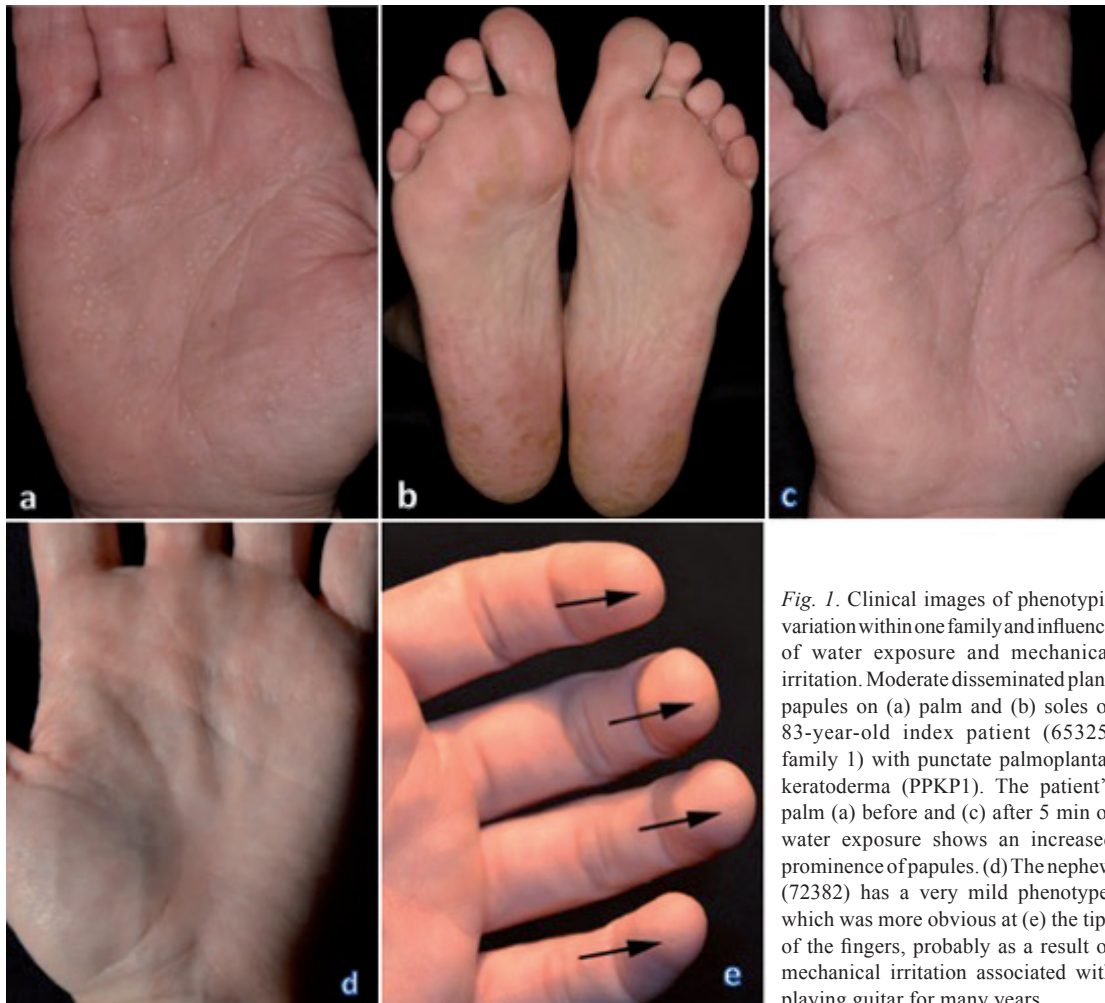 a
b
c
d
e
Fig. 1. Clinical images of phenotypi
variation within one family and influenc
of water exposure and mechanica
irritation. Moderate disseminated plan
papules on (a) palm and (b) soles o
83-year-old index patient (65325
family 1) with punctate palmoplanta
keratoderma (PPKP1). The patient’
palm (a) before and (c) after 5 min o
water exposure shows an increase
prominence of papules. (d) The nephew
(72382) has a very mild phenotype
which was more obvious at (e) the tip
of the fingers, probably as a result o
mechanical irritation associated with
playing guitar for many years